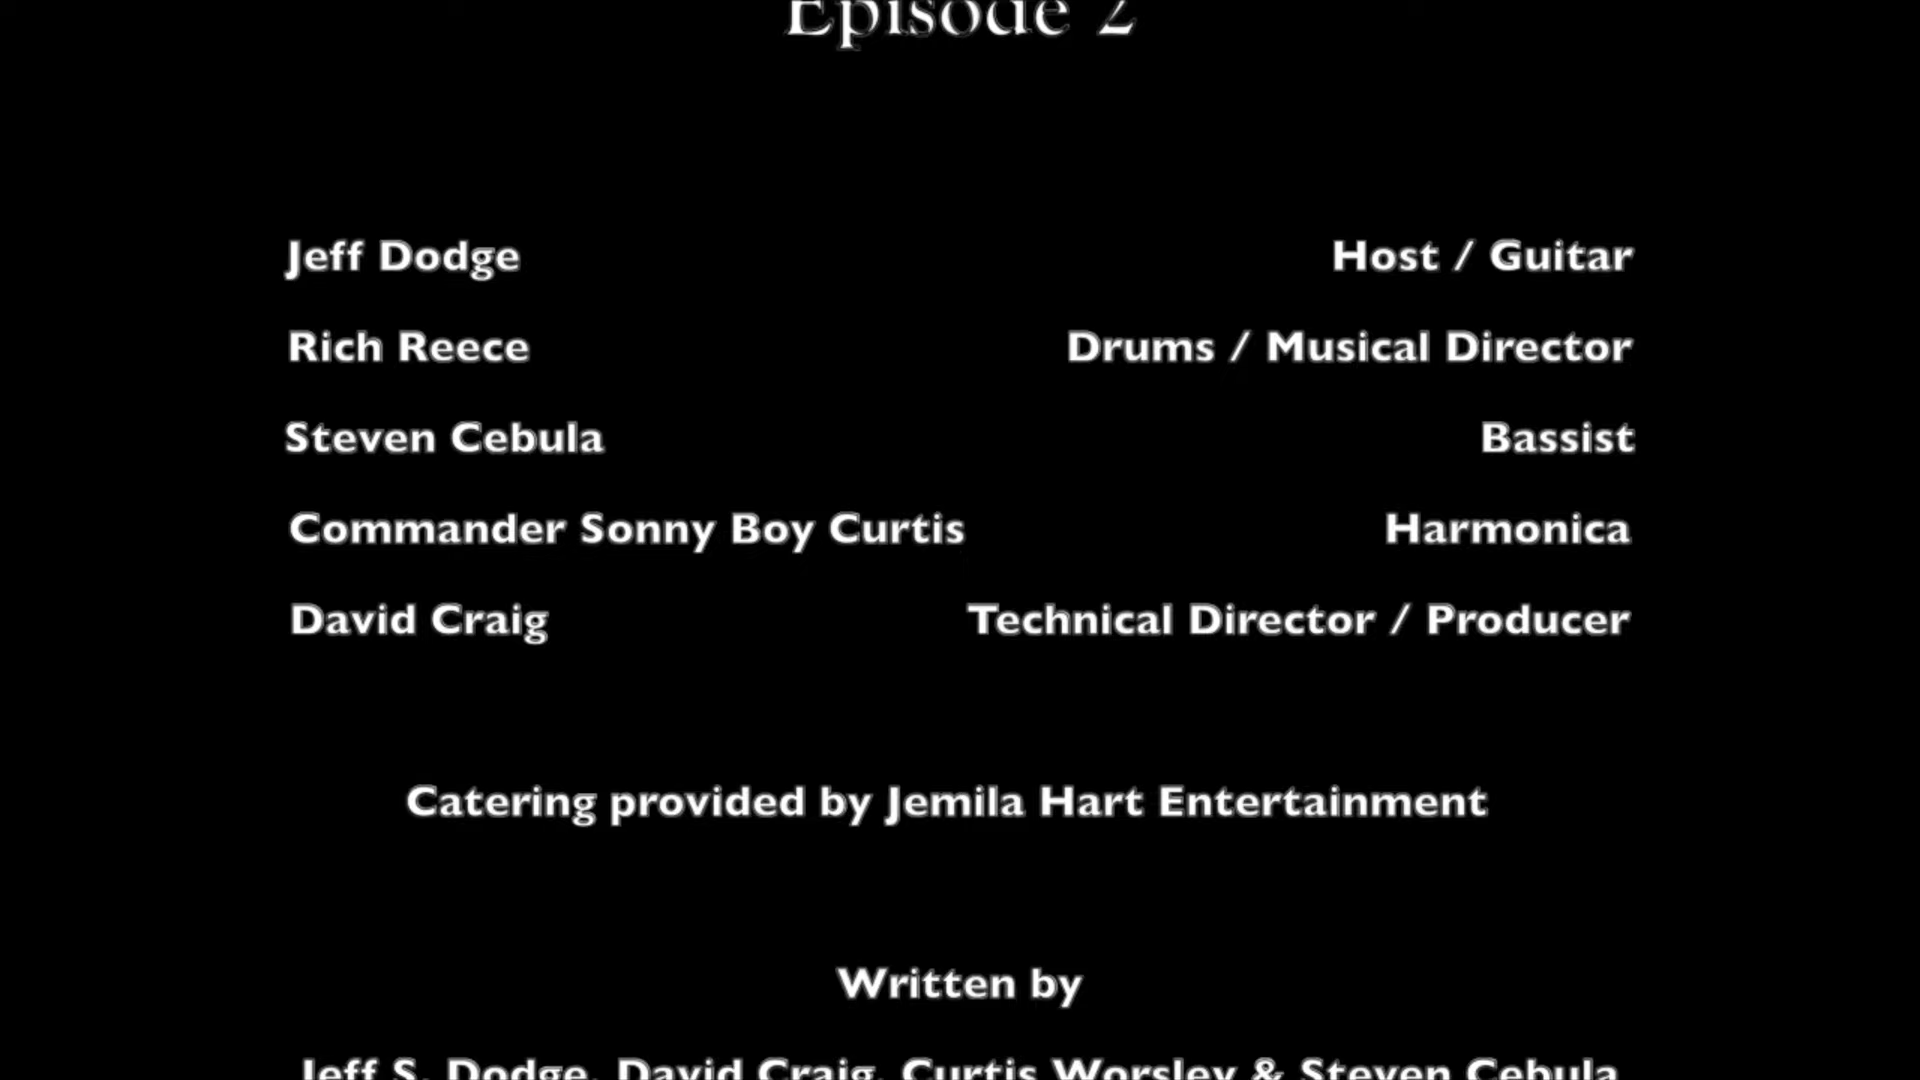 Episode 2
Jeff Dodge Host / Guitar
Rich Reece Drums / Musical Director
Steven Cebula Bassist
Commander Sonny Boy Curtis Harmonica
David Craig Technical Director / Producer
Catering provided by Jemila Hart Entertainment
Written by
Jeff S. Dodge, David Craig, Curtis Worsley & Steven Cebula